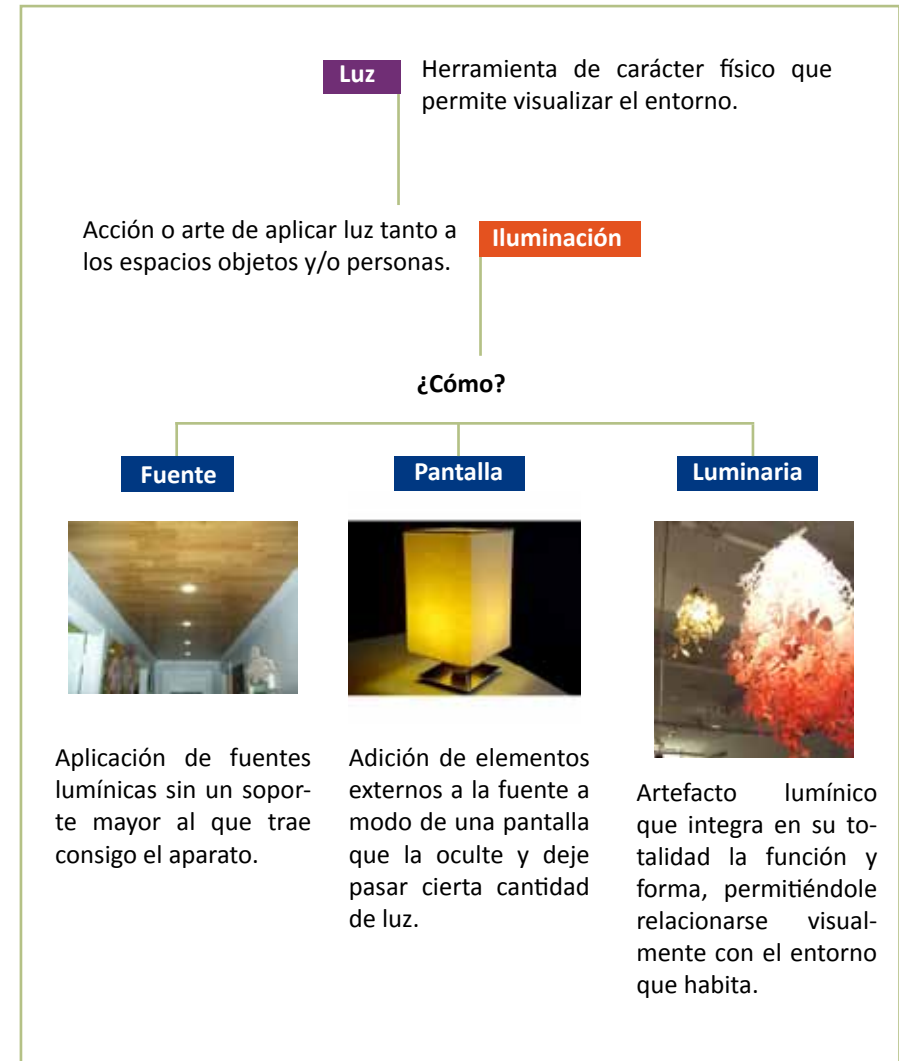 Luz
Herramienta de carácter físico que
permite visualizar el entorno.
Acción o arte de aplicar luz tanto a
los espacios objetos y/o personas.
Iluminación
¿Cómo?
Fuente
Pantalla
Luminaria
Aplicación de fuentes
lumínicas sin un sopor-
te mayor al que trae
consigo el aparato.
Adición de elementos
externos a la fuente a
modo de una pantalla
que la oculte y deje
pasar cierta cantidad
de luz.
Artefacto lumínico
que integra en su to-
talidad la función y
forma, permitiéndole
relacionarse visual-
mente con el entorno
que habita.